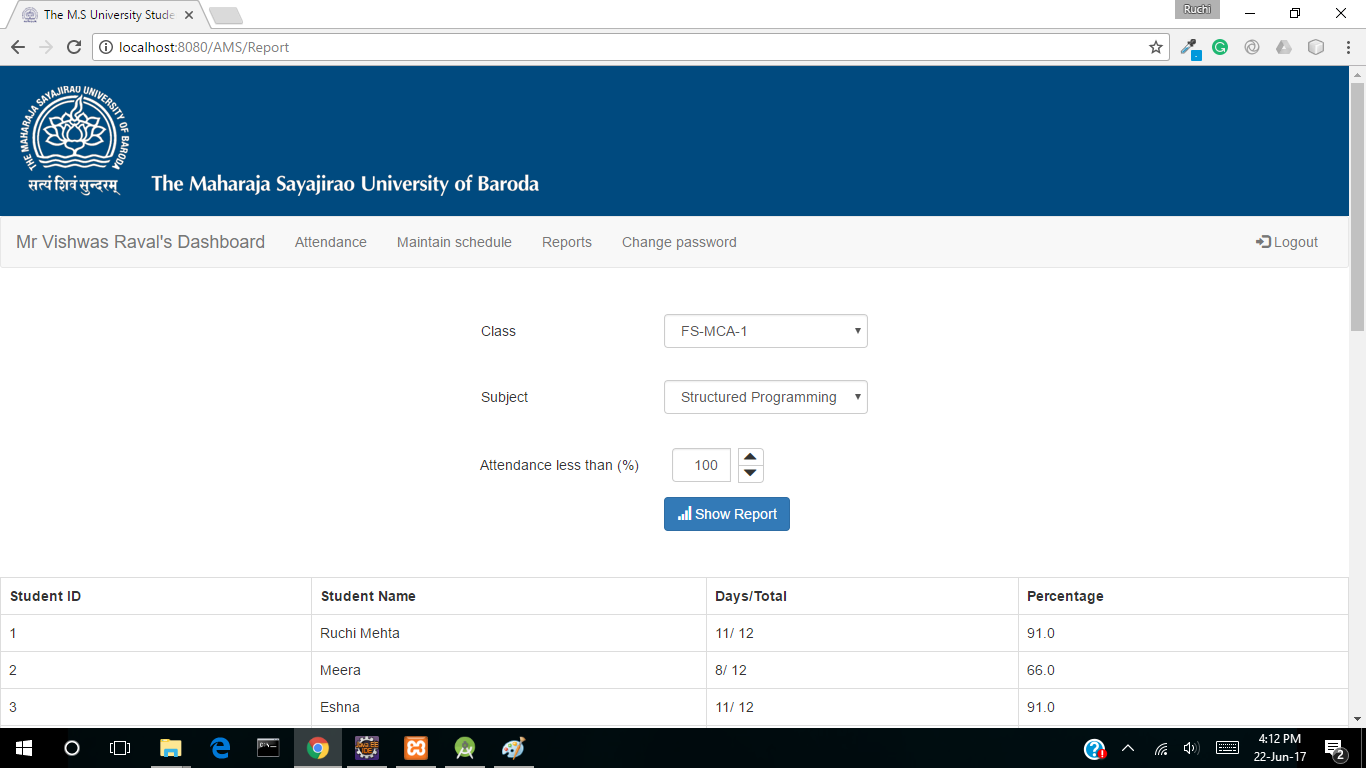 The M.S University Stude
Ruchi
localhost:8080/AMS/Report
THE MAHARAJA SAYAJIRAO UNIVERSITY OF BARODA
सत्यं शिवं सुन्दरम्
The Maharaja Sayajirao University of Baroda
Mr Vishwas Raval's Dashboard Attendance Maintain schedule Reports Change password Logout
Class FS-MCA-1
Subject Structured Programming
Attendance less than (%) 100
Show Report
Student ID Student Name Days/Total Percentage
1 Ruchi Mehta 11/ 12 91.0
2 Meera 8/ 12 66.0
3 Eshna 11/ 12 91.0
4:12 PM
22-Jun-17
2